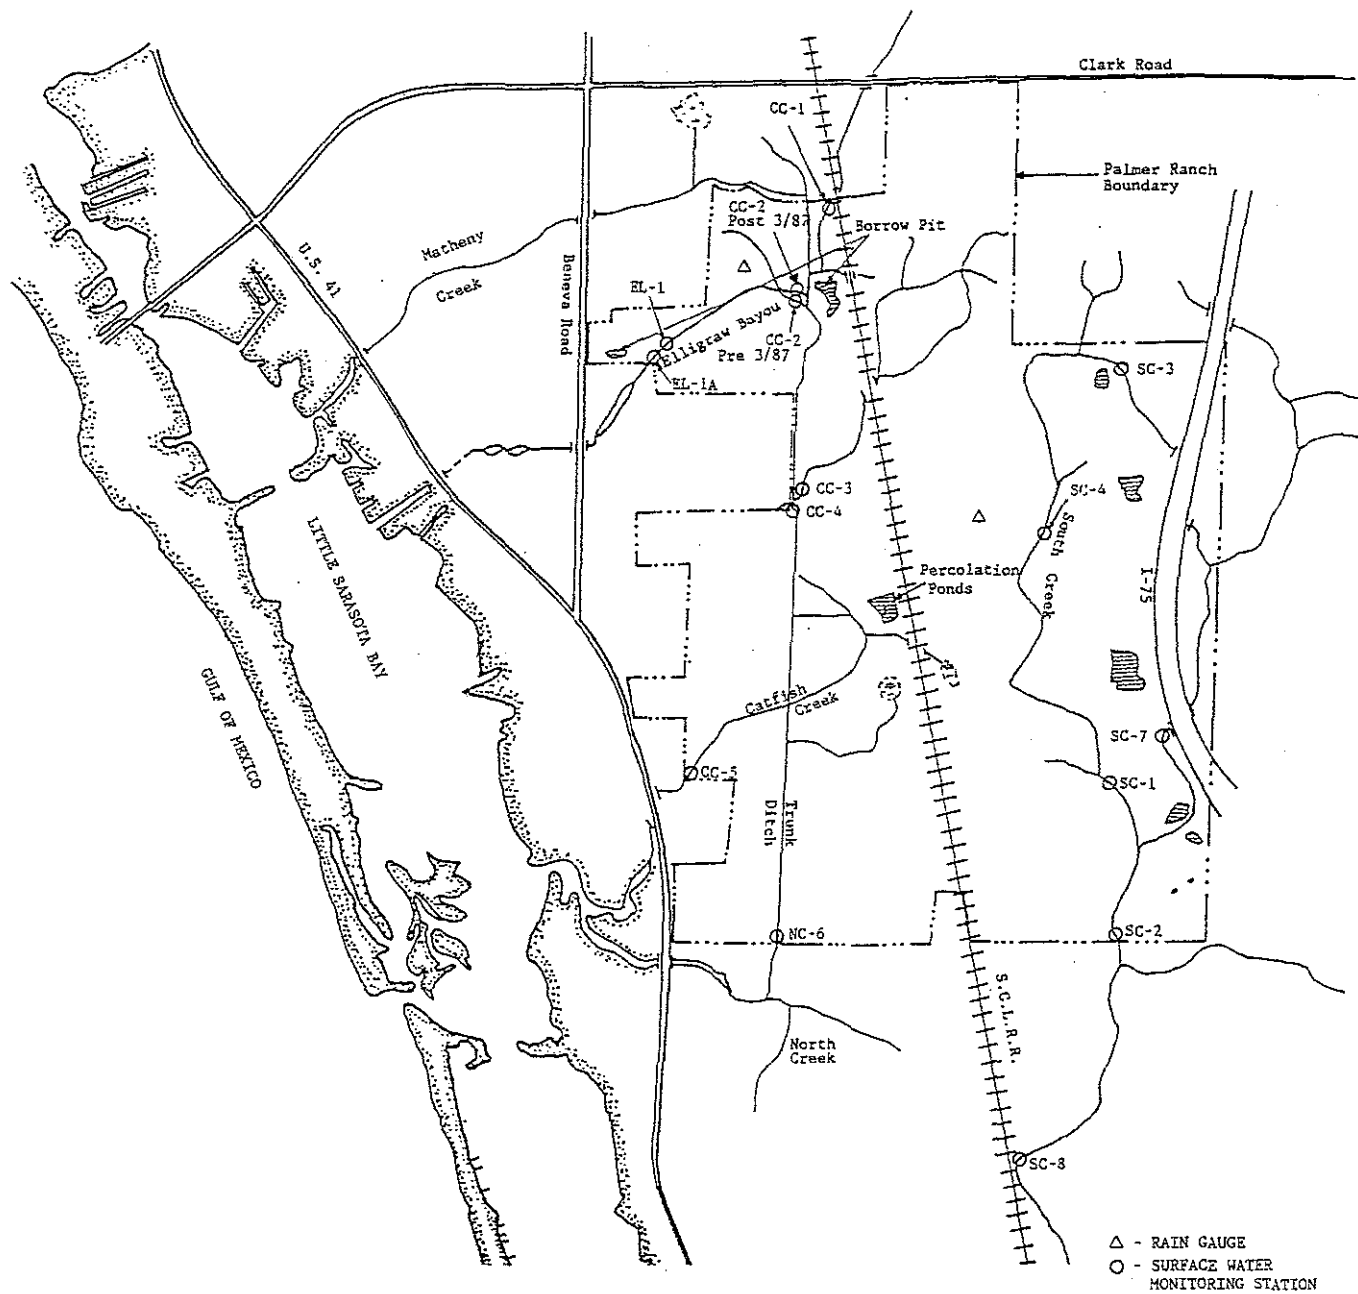 Clark Road
CC-1
Palmer Ranch
Boundary
CC-2
Post 3/87
Borrow Pit
Matheny
Creek
U.S. 41
Beneva Road
EL-1
Elligraw Bayou
CC-2
Pre 3/87
EL-1A
SC-3
CC-3
CC-4
SC-4
South
Creek
I-75
LITTLE SARASOTA BAY
GULF OF MEXICO
Percolation
Ponds
Catfish
Creek
SC-7
CC-5
SC-1
Trunk
Ditch
NC-6
SC-2
S.C.L.R.R.
North
Creek
SC-8
△ - RAIN GAUGE
○ - SURFACE WATER
MONITORING STATION